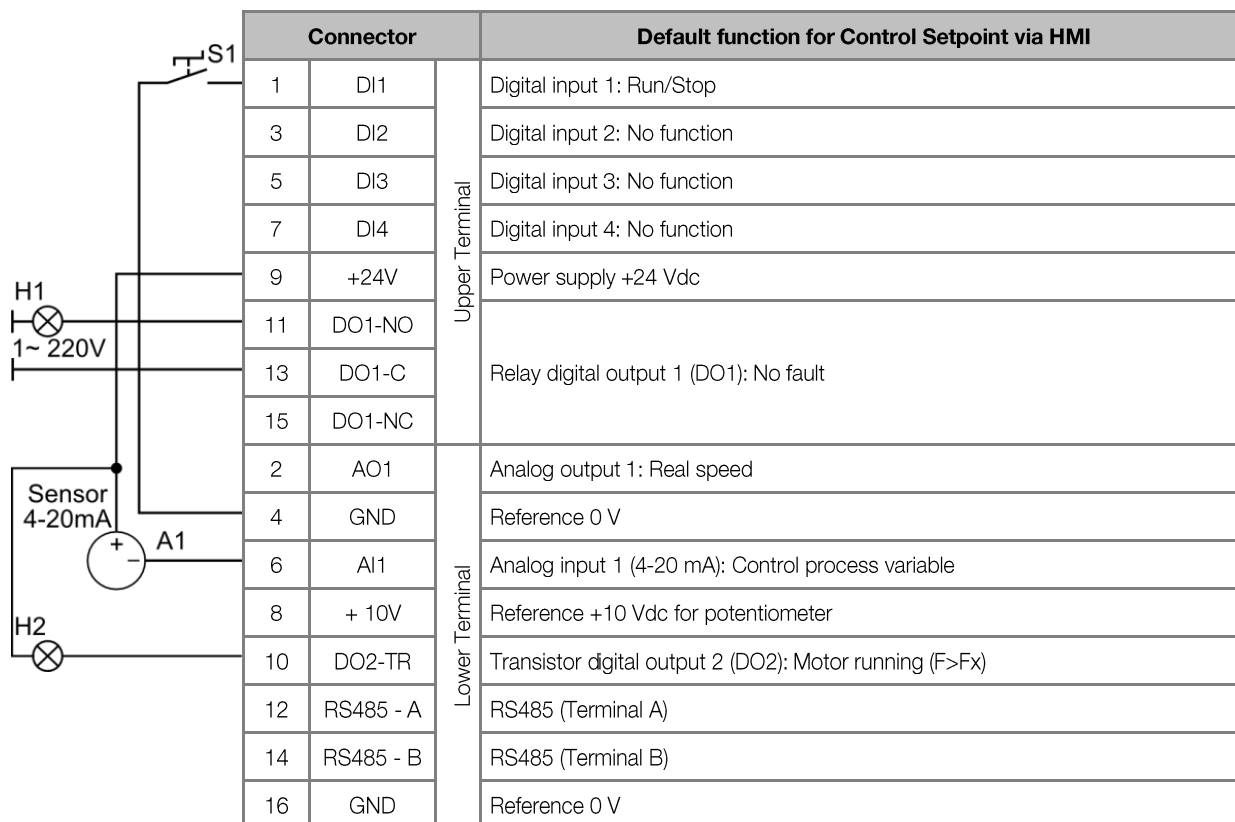 Connector Default function for Control Setpoint via HMI
S1
1 DI1 Digital input 1: Run/Stop
3 DI2 Digital input 2: No function
5 DI3 Digital input 3: No function
7 DI4 Digital input 4: No function
Upper Terminal
9 +24V Power supply +24 Vdc
H1
11 DO1-NO
1~ 220V
13 DO1-C Relay digital output 1 (DO1): No fault
15 DO1-NC
2 AO1 Analog output 1: Real speed
Sensor
4-20mA
4 GND Reference 0 V
+ − A1
6 AI1 Analog input 1 (4-20 mA): Control process variable
Lower Terminal
8 + 10V Reference +10 Vdc for potentiometer
H2
10 DO2-TR Transistor digital output 2 (DO2): Motor running (F>Fx)
12 RS485 - A RS485 (Terminal A)
14 RS485 - B RS485 (Terminal B)
16 GND Reference 0 V